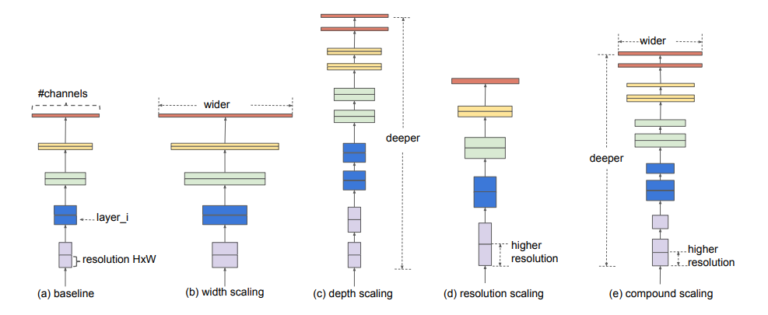 #channels
layer_i
resolution HxW
(a) baseline
wider
(b) width scaling
deeper
(c) depth scaling
higher
resolution
(d) resolution scaling
wider
deeper
higher
resolution
(e) compound scaling